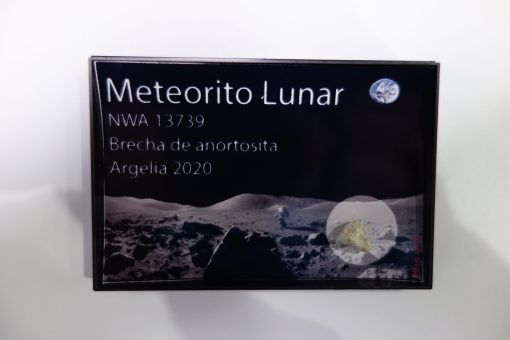 Meteorito Lunar
NWA 13739
Brecha de anortosita
Argelia 2020